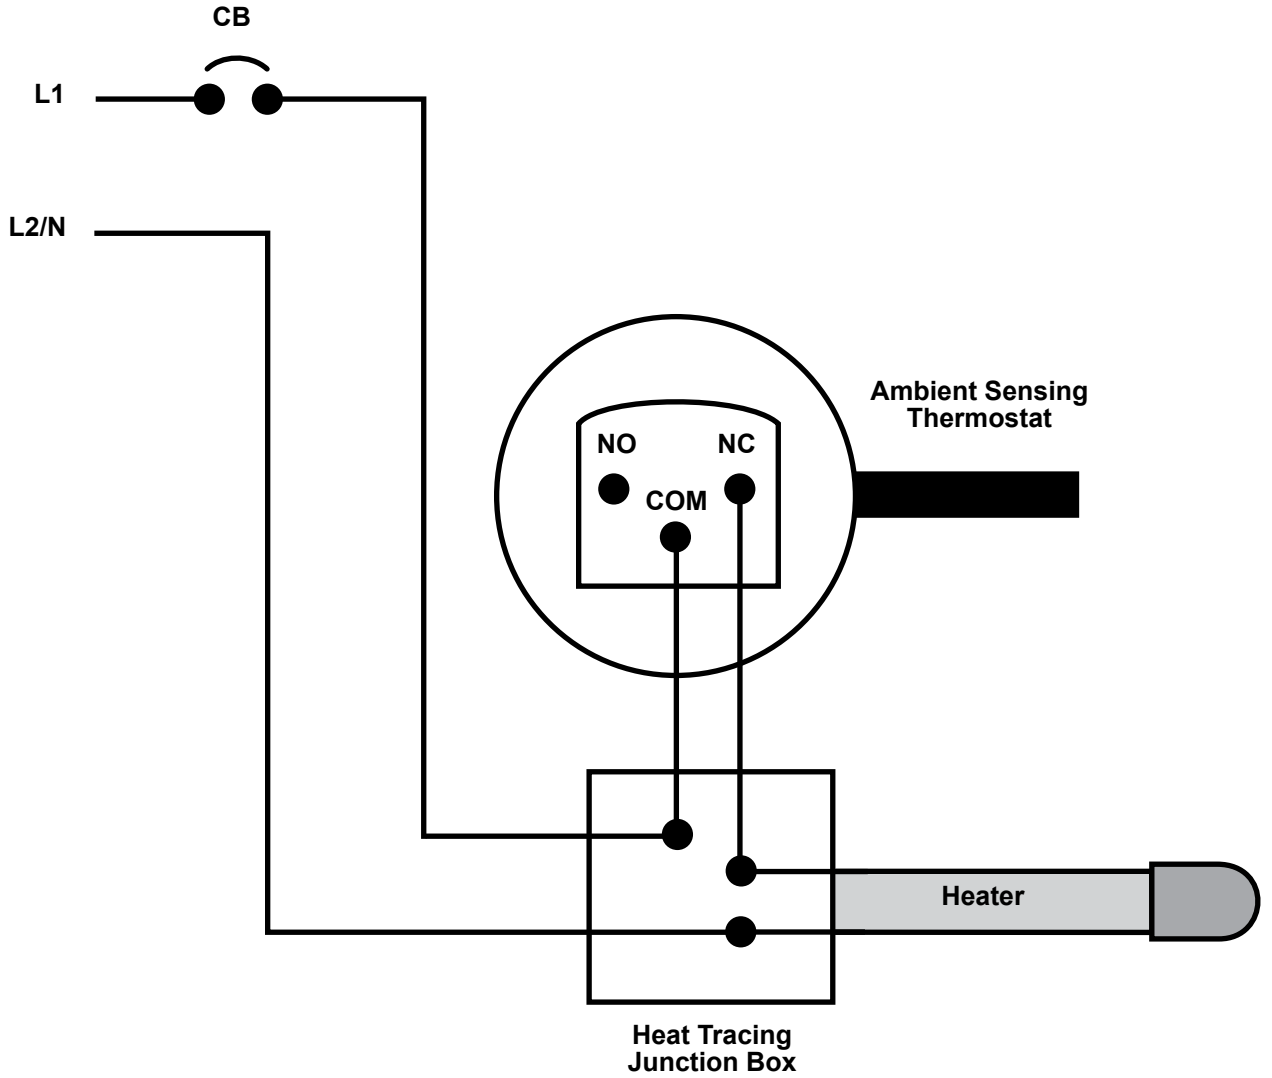 CB
L1
L2/N
Ambient Sensing
Thermostat
NO
NC
COM
Heater
Heat Tracing
Junction Box